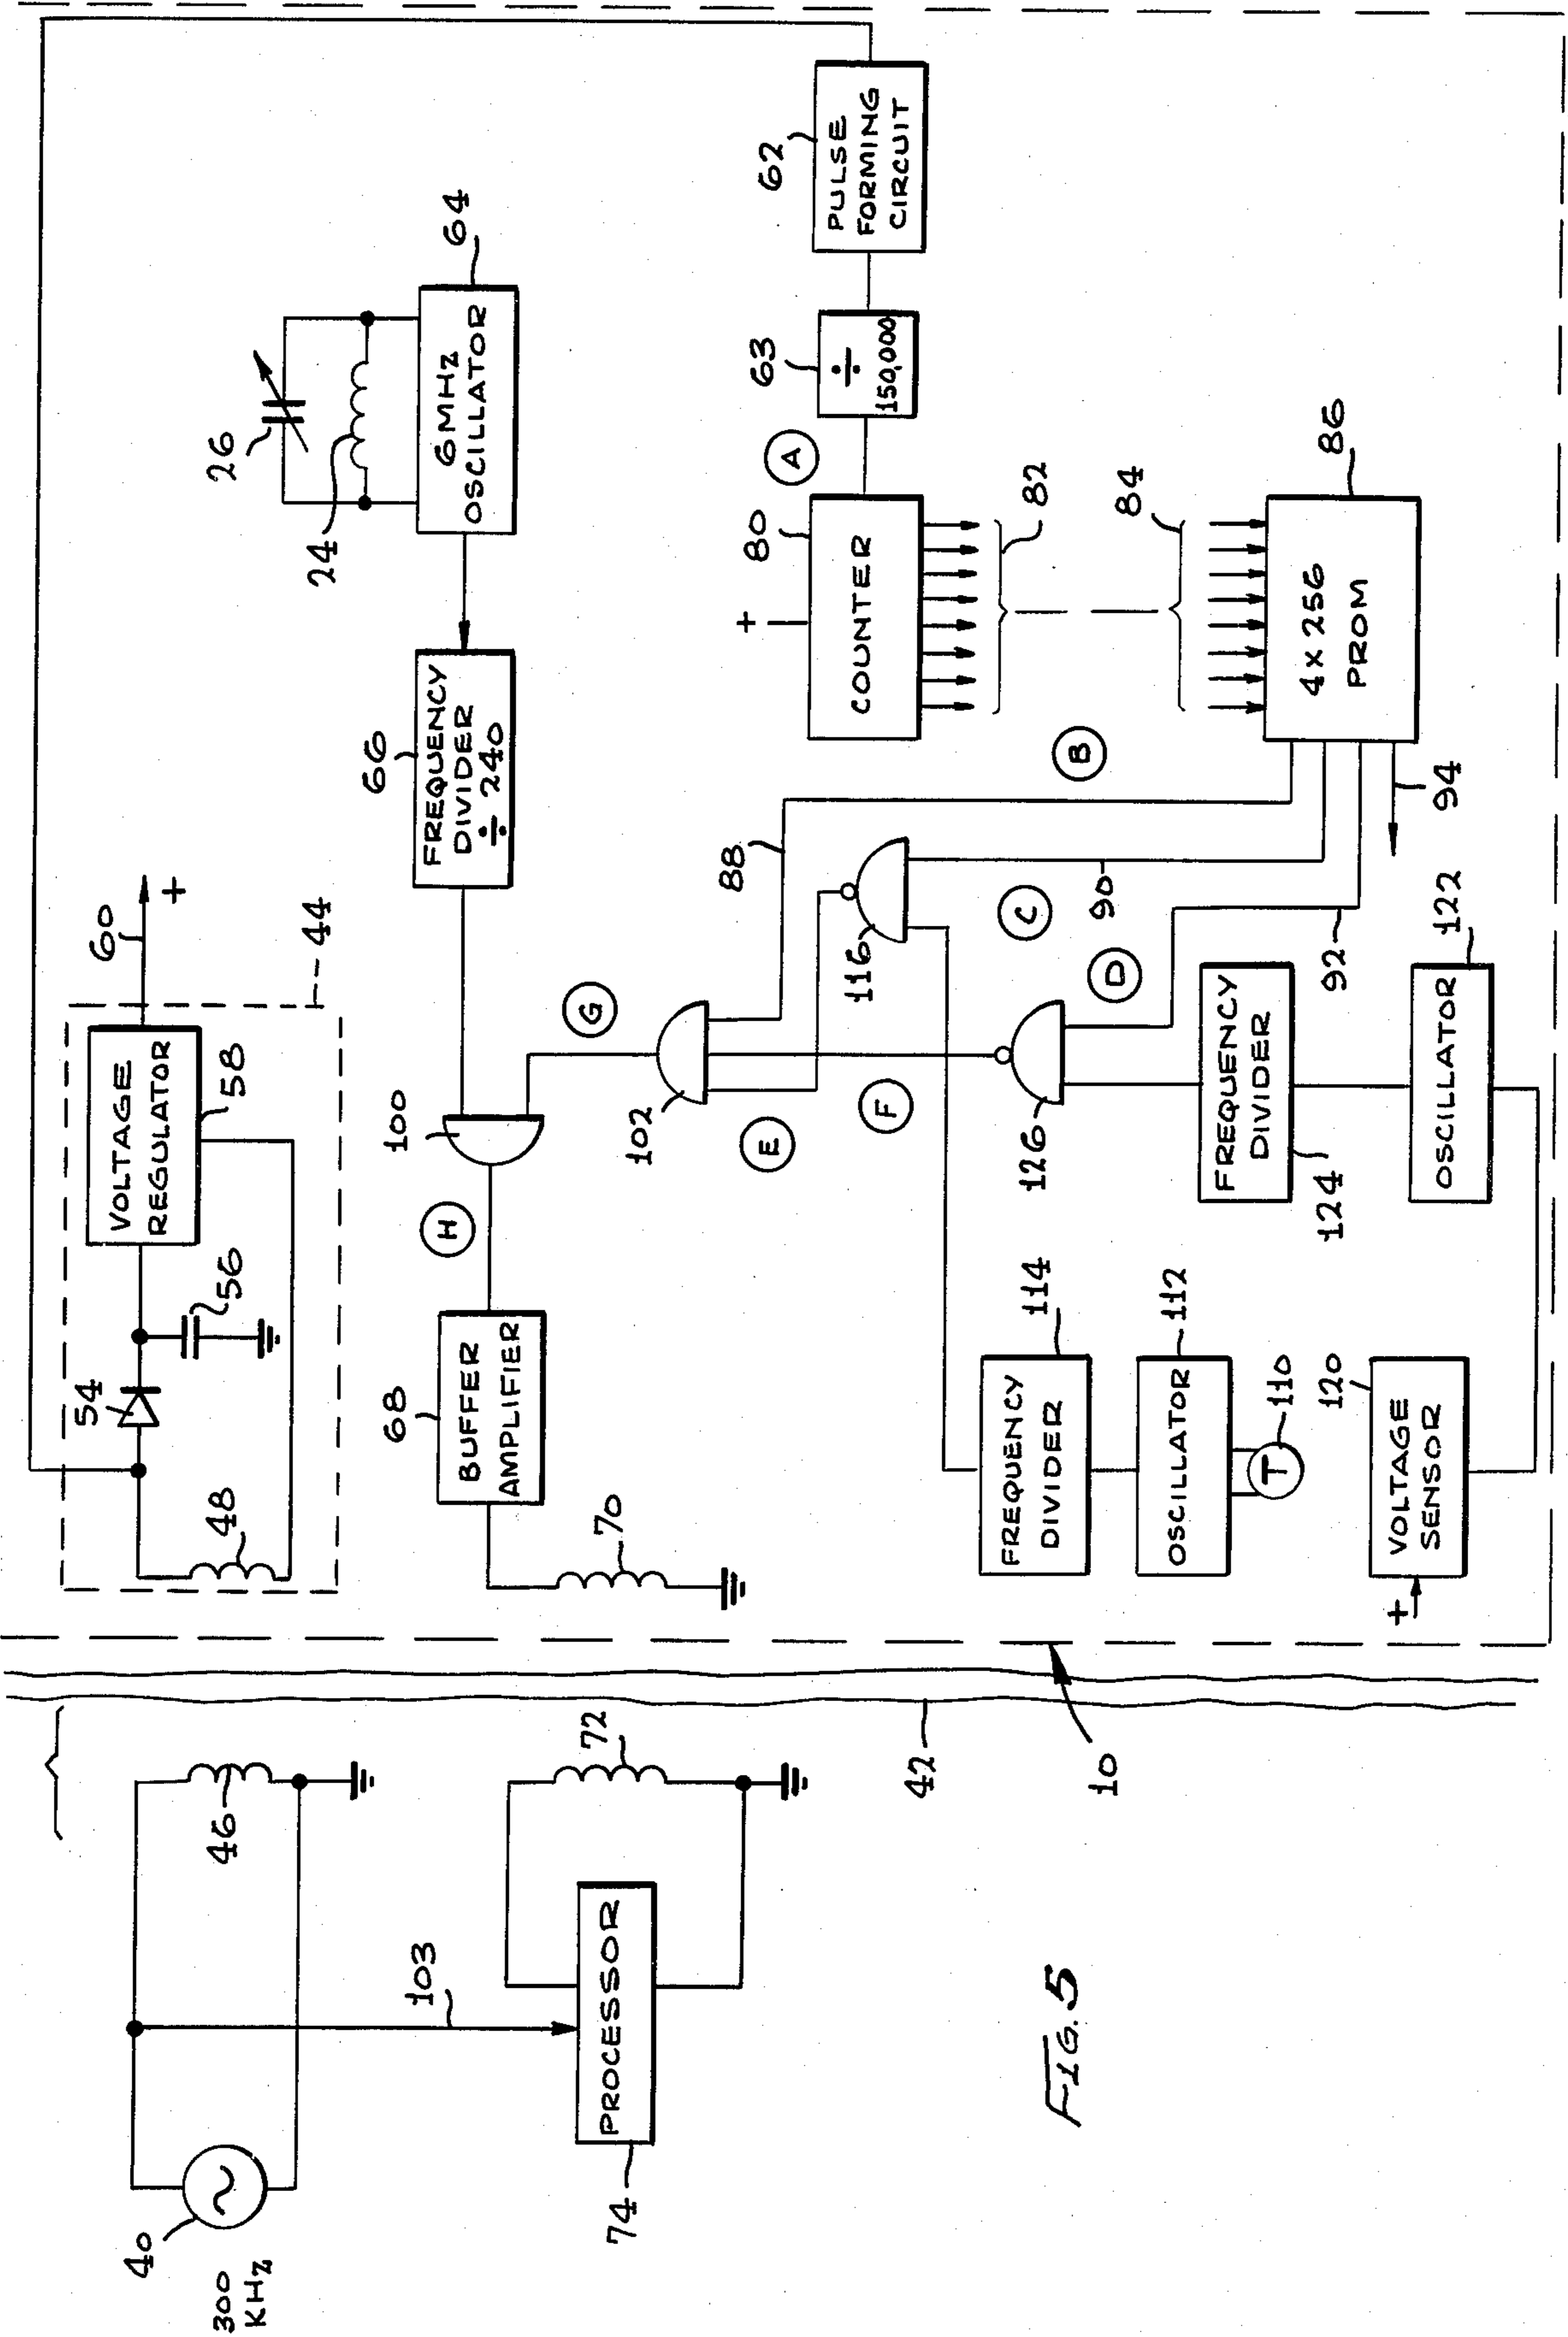 300
KHz
40
46
103
PROCESSOR
74
72
42
10
44
48
54
56
VOLTAGE
REGULATOR
58
60
+
26
24
6MHz
OSCILLATOR
64
66
FREQUENCY
DIVIDER
÷ 240
100
H
68
BUFFER
AMPLIFIER
70
G
102
E
F
88
62
PULSE
FORMING
CIRCUIT
63
÷
150,000
A
80
+
COUNTER
82
84
4 x 256
PROM
86
B
90
C
116
D
92
94
126
FREQUENCY
DIVIDER
124
OSCILLATOR
122
FREQUENCY
DIVIDER
114
OSCILLATOR
112
T
110
120
VOLTAGE
SENSOR
+
FIG. 5